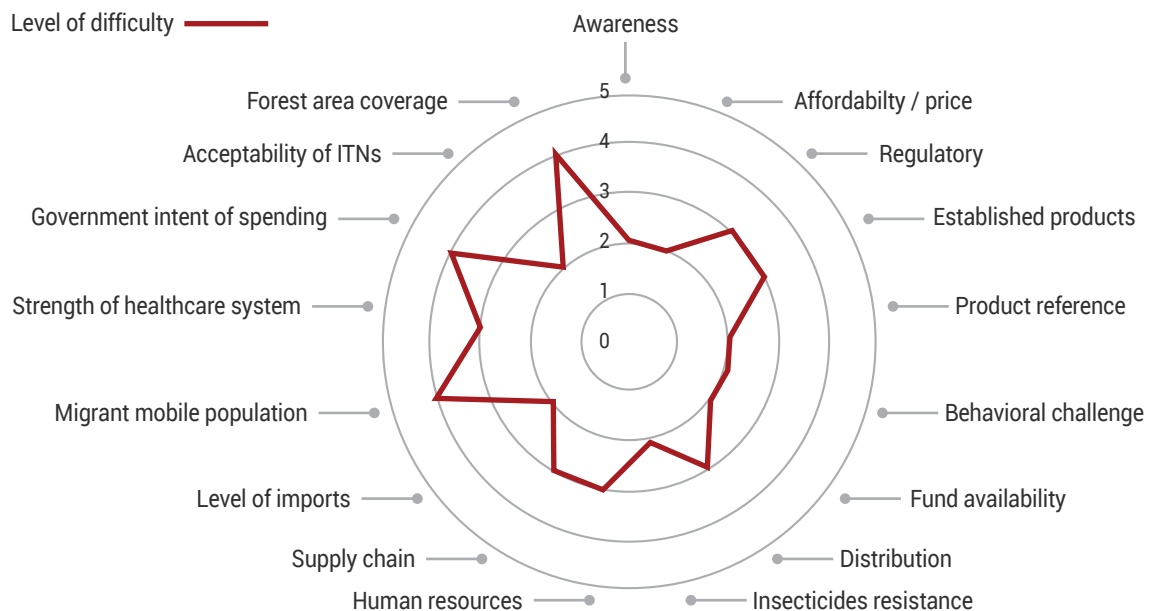 Level of difficulty
Awareness
Forest area coverage
Affordabilty / price
Acceptability of ITNs
Regulatory
Government intent of spending
Established products
Strength of healthcare system
Product reference
Migrant mobile population
Behavioral challenge
Level of imports
Fund availability
Supply chain
Distribution
Human resources
Insecticides resistance
5
4
3
2
1
0